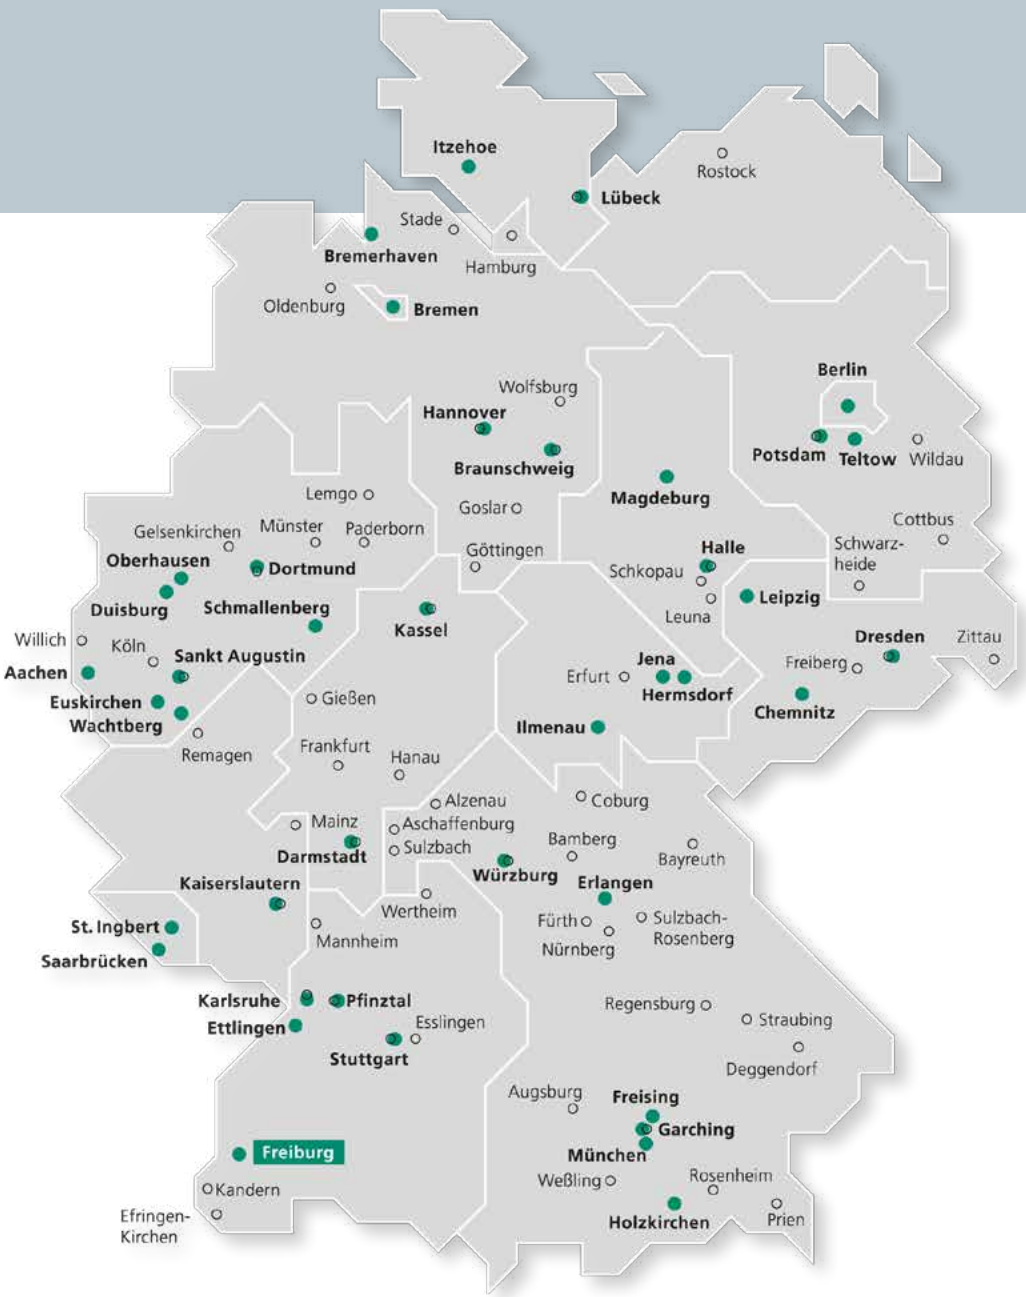 Itzehoe
Rostock
Lübeck
Stade
Bremerhaven
Hamburg
Oldenburg
Bremen
Berlin
Wolfsburg
Hannover
Braunschweig
Potsdam
Teltow
Wildau
Magdeburg
Lemgo
Goslar
Cottbus
Gelsenkirchen
Münster
Paderborn
Göttingen
Halle
Schwarz-
heide
Oberhausen
Dortmund
Schkopau
Duisburg
Schmallenberg
Leipzig
Leuna
Kassel
Willich
Köln
Sankt Augustin
Dresden
Zittau
Aachen
Erfurt
Jena
Freiberg
Hermsdorf
Euskirchen
Gießen
Chemnitz
Wachtberg
Ilmenau
Remagen
Frankfurt
Hanau
Alzenau
Coburg
Mainz
Aschaffenburg
Sulzbach
Bamberg
Bayreuth
Darmstadt
Würzburg
Kaiserslautern
Erlangen
Wertheim
St. Ingbert
Mannheim
Fürth
Sulzbach-
Rosenberg
Nürnberg
Saarbrücken
Karlsruhe
Pfinztal
Regensburg
Ettlingen
Esslingen
Straubing
Stuttgart
Deggendorf
Augsburg
Freising
Garching
Freiburg
München
Weßling
Rosenheim
Kandern
Efringen-
Kirchen
Holzkirchen
Prien